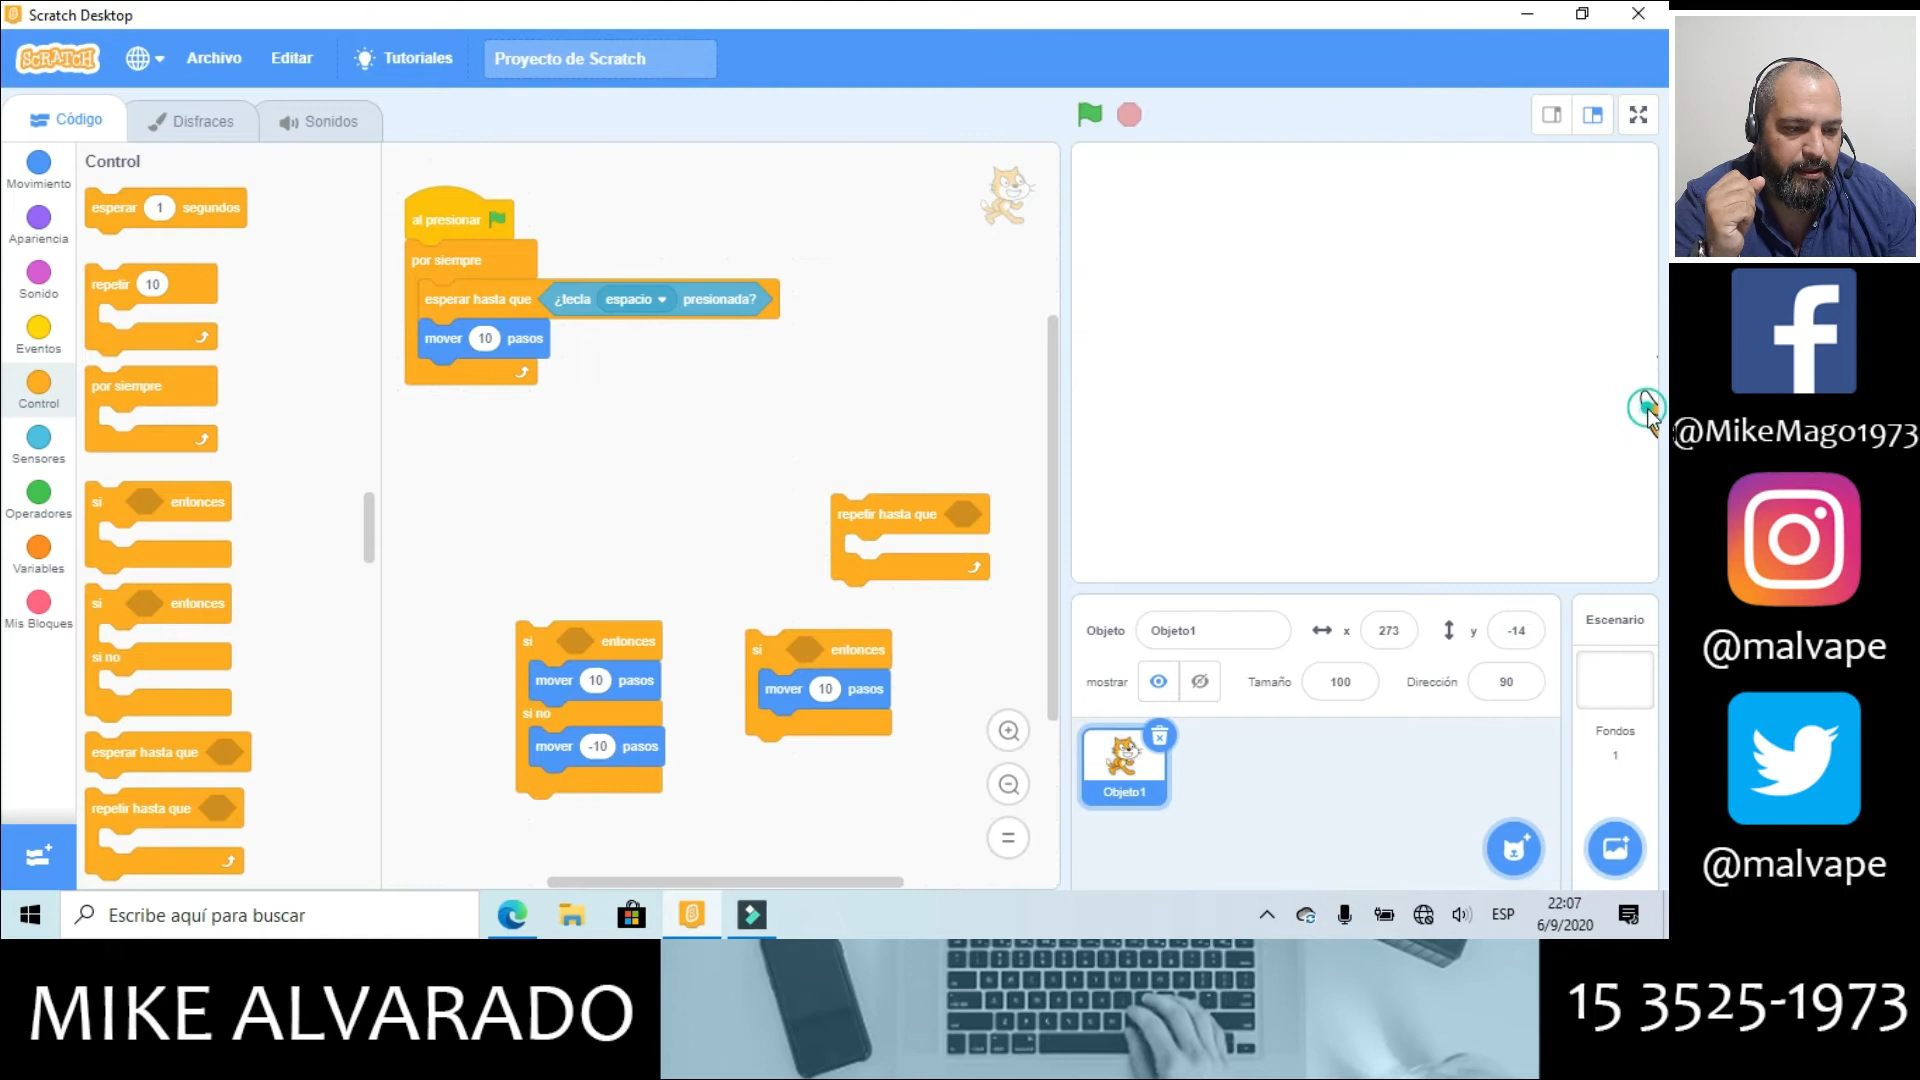 Scratch Desktop
SCRATCH
Archivo
Editar
Tutoriales
Proyecto de Scratch
Código
Disfraces
Sonidos
Movimiento
Apariencia
Sonido
Eventos
Control
Sensores
Operadores
Variables
Mis Bloques
Control
esperar 1 segundos
repetir 10
por siempre
si entonces
si entonces
si no
esperar hasta que
repetir hasta que
al presionar
por siempre
esperar hasta que ¿tecla espacio presionada?
mover 10 pasos
repetir hasta que
si entonces
mover 10 pasos
si no
mover -10 pasos
si entonces
mover 10 pasos
Objeto Objeto1 x 273 y -14
mostrar Tamaño 100 Dirección 90
Objeto1
Escenario
Fondos
1
Escribe aquí para buscar
ESP
22:07
6/9/2020
@MikeMago1973
@malvape
@malvape
MIKE ALVARADO
15 3525-1973